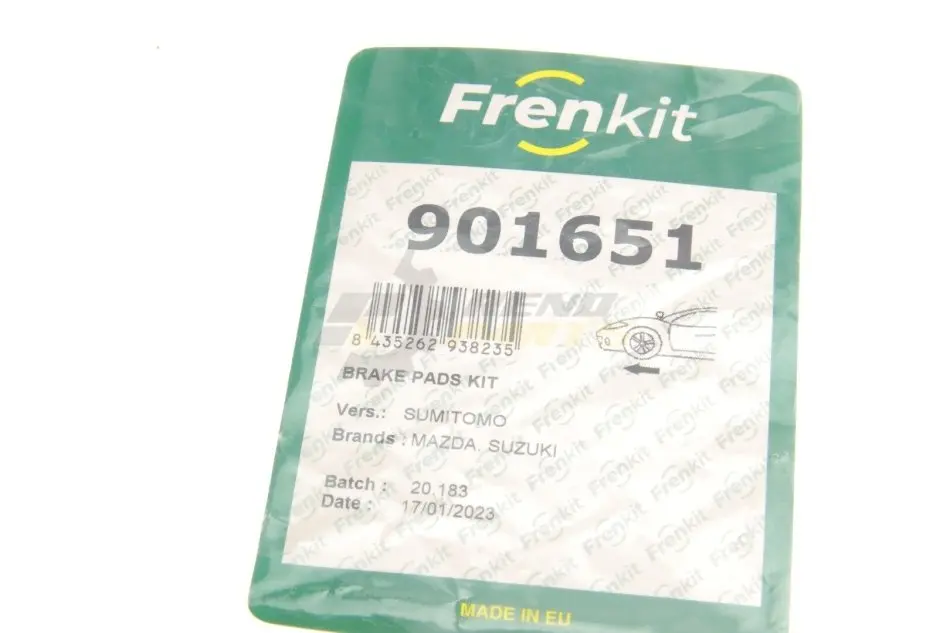 Frenkit
901651
8 435262 938235
BRAKE PADS KIT
Vers.: SUMITOMO
Brands : MAZDA, SUZUKI
Batch : 20.183
Date : 17/01/2023
MADE IN EU